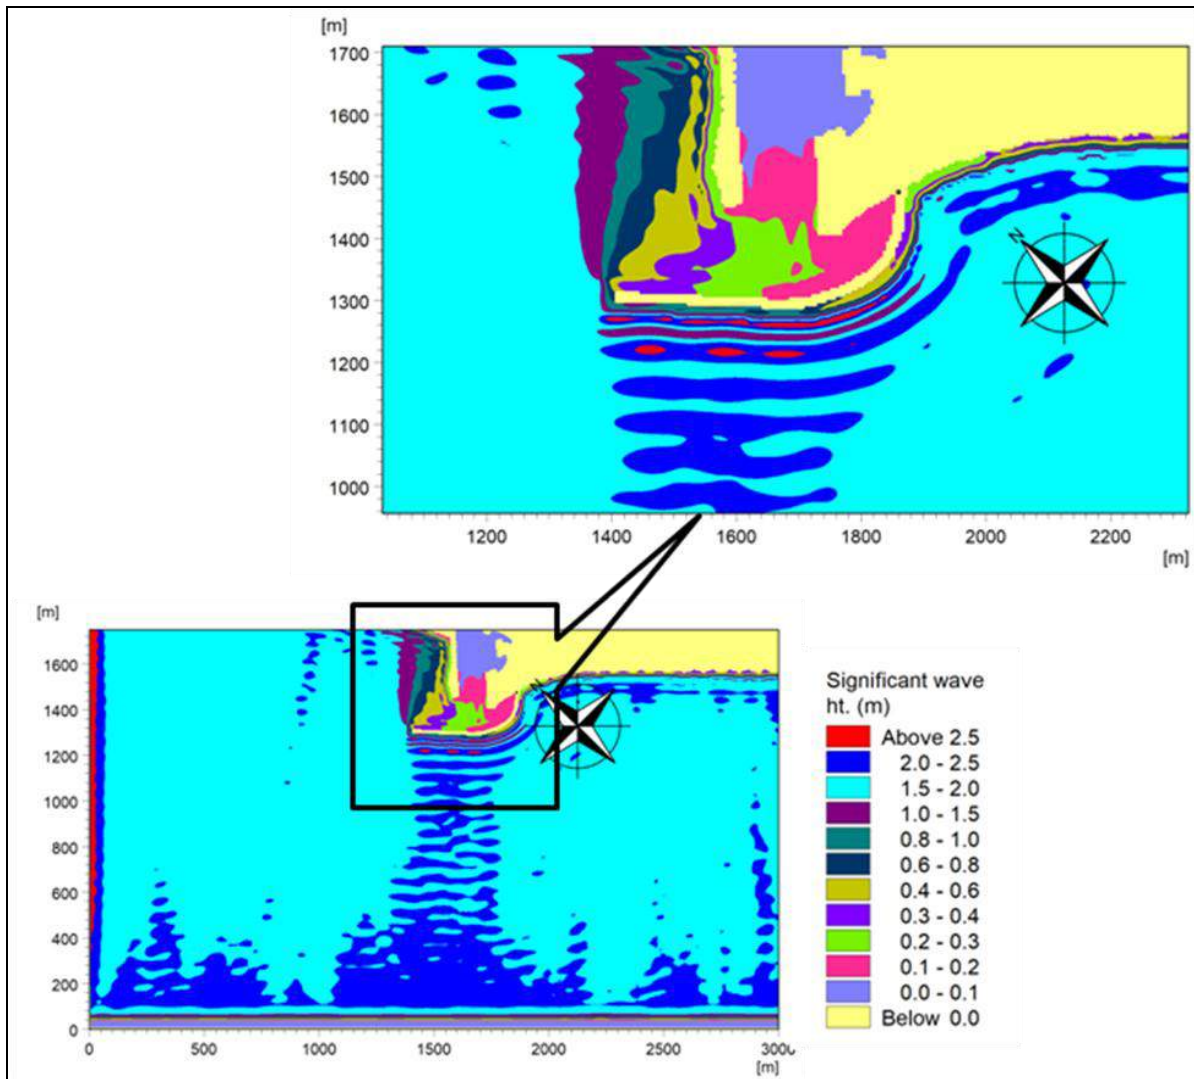 [m]
1700
1600
1500
1400
1300
1200
1100
1000
N
1200 1400 1600 1800 2000 2200
[m]
[m]
1600
1400
1200
1000
800
600
400
200
0
N
0 500 1000 1500 2000 2500 3000
[m]
Significant wave
ht. (m)
Above 2.5
2.0 - 2.5
1.5 - 2.0
1.0 - 1.5
0.8 - 1.0
0.6 - 0.8
0.4 - 0.6
0.3 - 0.4
0.2 - 0.3
0.1 - 0.2
0.0 - 0.1
Below 0.0